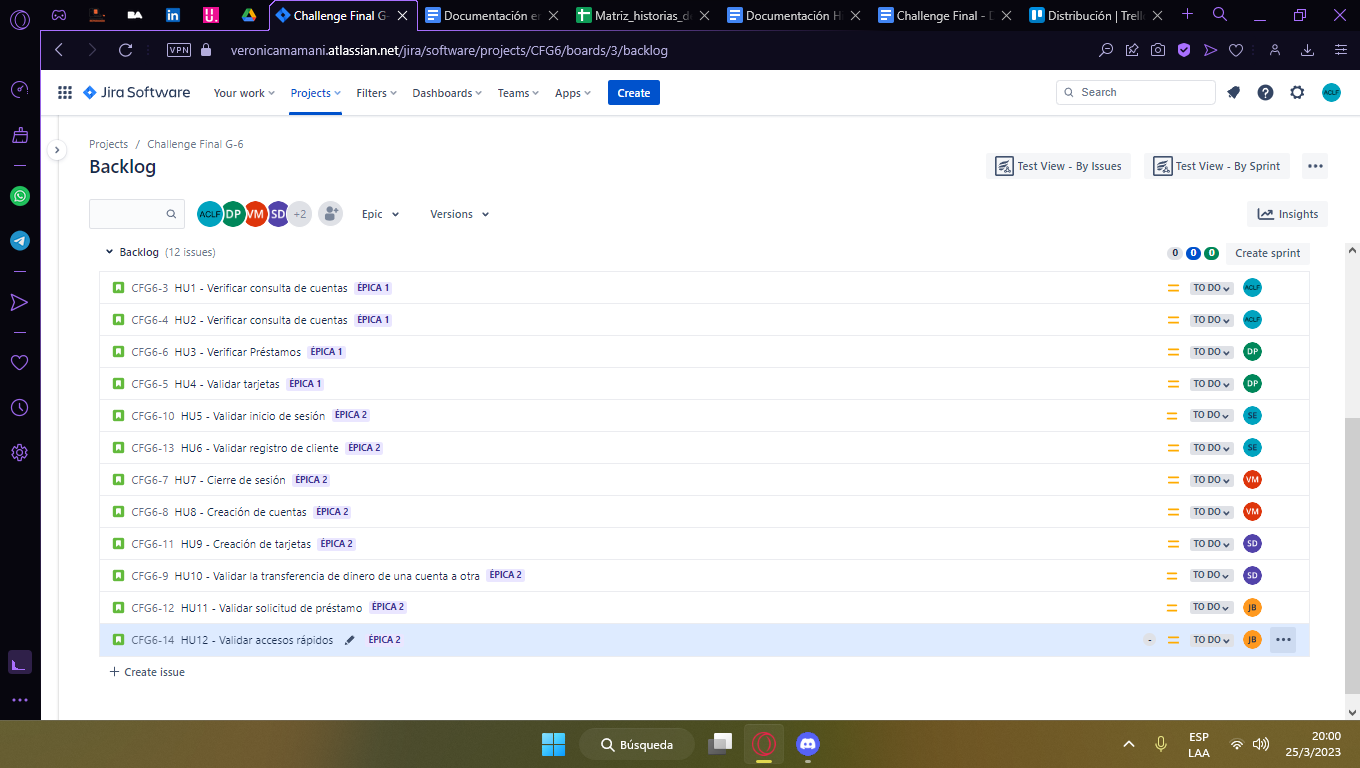 Challenge Final G-
Documentación en
Matriz_historias_d
Documentación H
Challenge Final - D
Distribución | Trelle
VPN
veronicamamani.atlassian.net/jira/software/projects/CFG6/boards/3/backlog
Jira Software
Your work
Projects
Filters
Dashboards
Teams
Apps
Create
Search
ACLF
Projects / Challenge Final G-6
Backlog
Test View - By Issues
Test View - By Sprint
ACLF DP VM SD +2
Epic
Versions
Insights
Backlog (12 issues) 0 0 0 Create sprint
CFG6-3 HU1 - Verificar consulta de cuentas ÉPICA 1 TO DO ACLF
CFG6-4 HU2 - Verificar consulta de cuentas ÉPICA 1 TO DO ACLF
CFG6-6 HU3 - Verificar Préstamos ÉPICA 1 TO DO DP
CFG6-5 HU4 - Validar tarjetas ÉPICA 1 TO DO DP
CFG6-10 HU5 - Validar inicio de sesión ÉPICA 2 TO DO SE
CFG6-13 HU6 - Validar registro de cliente ÉPICA 2 TO DO SE
CFG6-7 HU7 - Cierre de sesión ÉPICA 2 TO DO VM
CFG6-8 HU8 - Creación de cuentas ÉPICA 2 TO DO VM
CFG6-11 HU9 - Creación de tarjetas ÉPICA 2 TO DO SD
CFG6-9 HU10 - Validar la transferencia de dinero de una cuenta a otra ÉPICA 2 TO DO SD
CFG6-12 HU11 - Validar solicitud de préstamo ÉPICA 2 TO DO JB
CFG6-14 HU12 - Validar accesos rápidos ÉPICA 2 - TO DO JB
+ Create issue
Búsqueda
ESP
LAA
20:00
25/3/2023